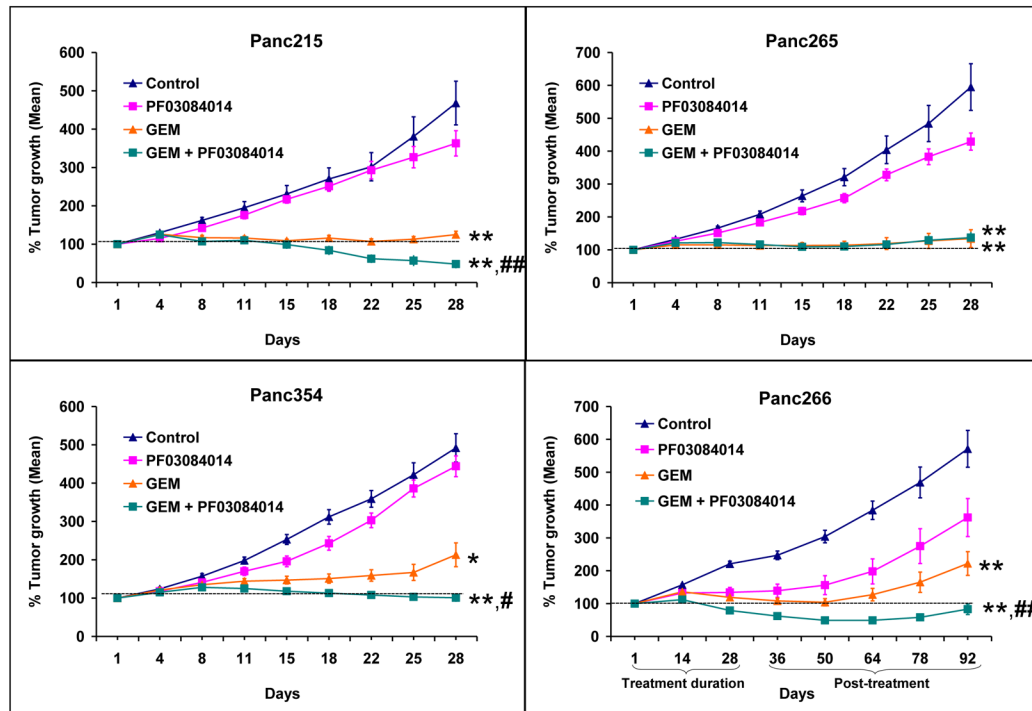 Panc215
% Tumor growth (Mean)
600
500
400
300
200
100
0
Control
PF03084014
GEM
GEM + PF03084014
**
**,##
1 4 8 11 15 18 22 25 28
Days
Panc265
% Tumor growth (Mean)
700
600
500
400
300
200
100
0
Control
PF03084014
GEM
GEM + PF03084014
**
**
1 4 8 11 15 18 22 25 28
Days
Panc354
% Tumor growth (Mean)
600
500
400
300
200
100
0
Control
PF03084014
GEM
GEM + PF03084014
*
**,#
1 4 8 11 15 18 22 25 28
Days
Panc266
% Tumor growth (Mean)
700
600
500
400
300
200
100
0
Control
PF03084014
GEM
GEM + PF03084014
**
**,##
1 14 28 36 50 64 78 92
Treatment duration Post-treatment
Days